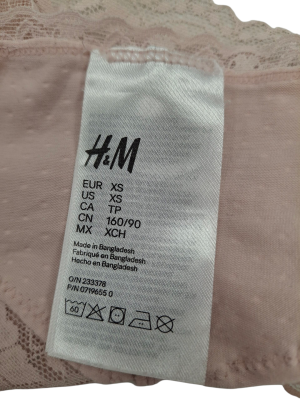 H&M
EUR XS
US XS
CA TP
CN 160/90
MX XCH
Made in Bangladesh
Fabriqué en Bangladesh
Hecho en Bangladesh
O/N 233378
P/N 0719655 0
60